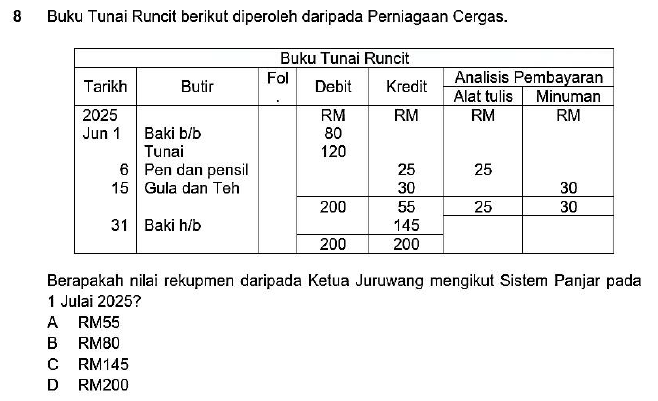 8 Buku Tunai Runcit berikut diperoleh daripada Perniagaan Cergas.
Buku Tunai Runcit
Tarikh Butir Fol . Debit Kredit Analisis Pembayaran
Alat tulis Minuman
2025 RM RM RM RM
Jun 1 Baki b/b 80
Tunai 120
6 Pen dan pensil 25 25
15 Gula dan Teh 30 30
200 55 25 30
31 Baki h/b 145
200 200
Berapakah nilai rekupmen daripada Ketua Juruwang mengikut Sistem Panjar pada
1 Julai 2025?
A RM55
B RM80
C RM145
D RM200